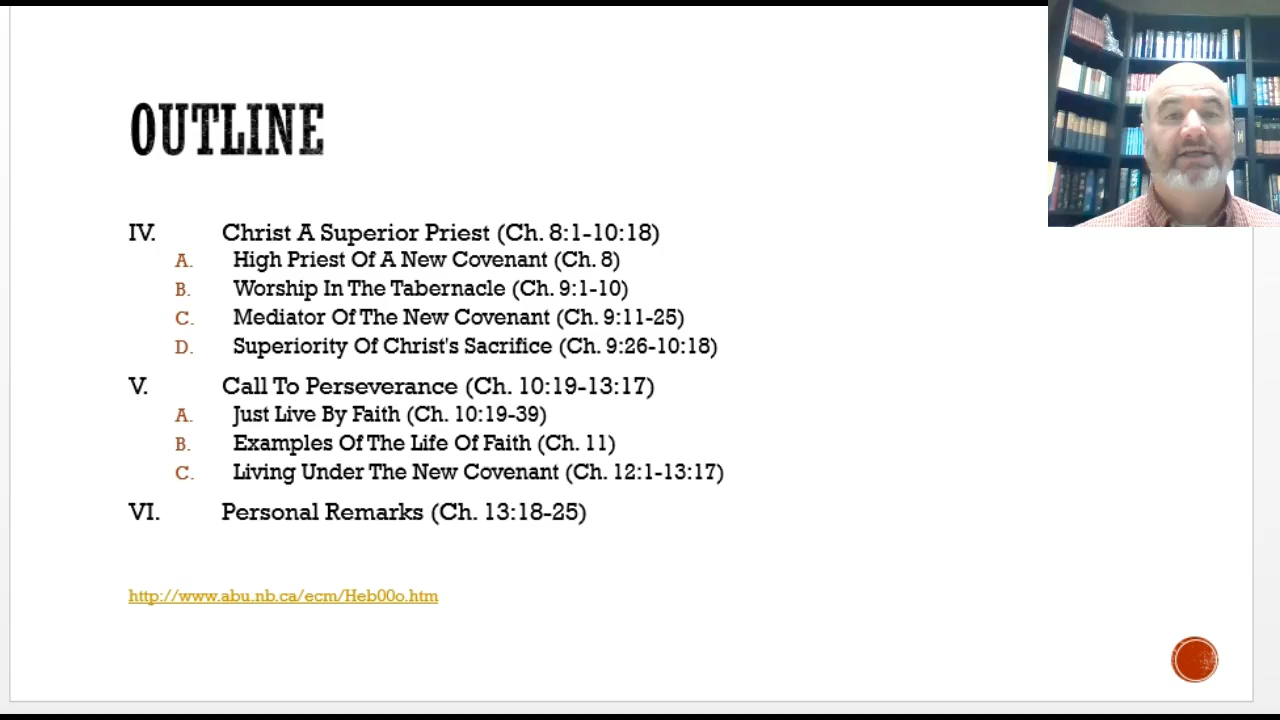 OUTLINE
IV. Christ A Superior Priest (Ch. 8:1-10:18)
A. High Priest Of A New Covenant (Ch. 8)
B. Worship In The Tabernacle (Ch. 9:1-10)
C. Mediator Of The New Covenant (Ch. 9:11-25)
D. Superiority Of Christ's Sacrifice (Ch. 9:26-10:18)
V. Call To Perseverance (Ch. 10:19-13:17)
A. Just Live By Faith (Ch. 10:19-39)
B. Examples Of The Life Of Faith (Ch. 11)
C. Living Under The New Covenant (Ch. 12:1-13:17)
VI. Personal Remarks (Ch. 13:18-25)
http://www.abu.nb.ca/ecm/Heb00o.htm